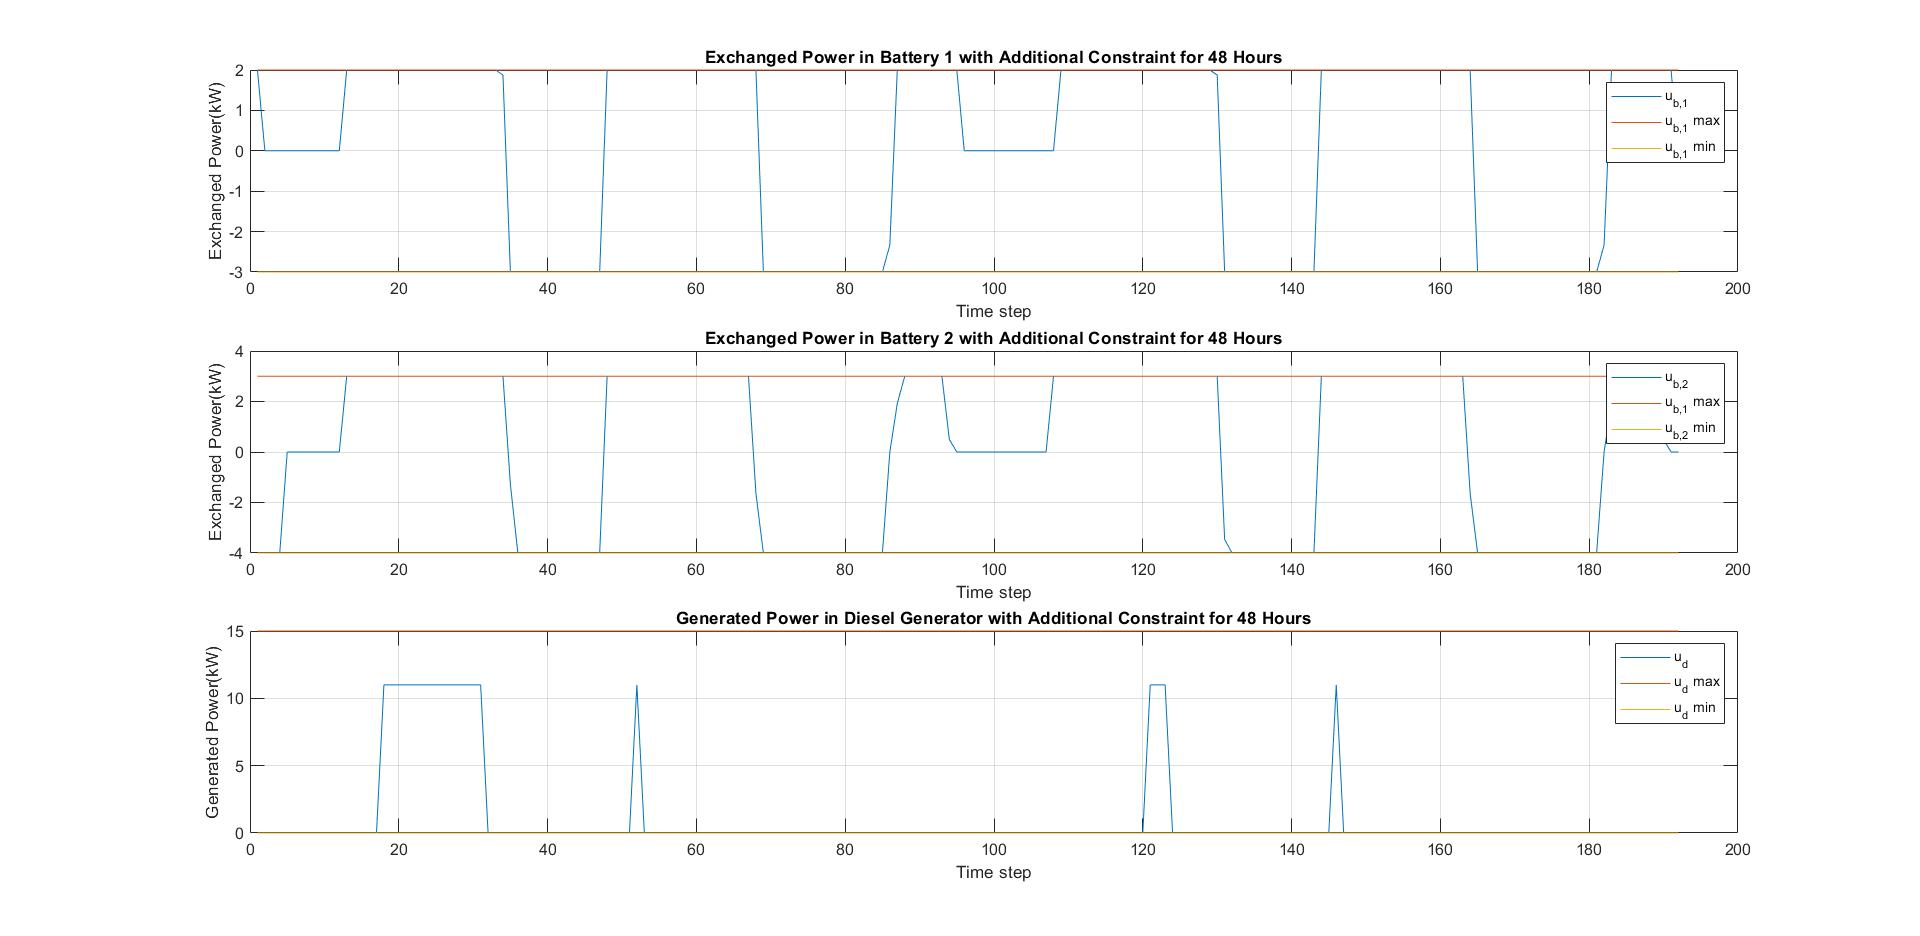 Exchanged Power in Battery 1 with Additional Constraint for 48 Hours
Exchanged Power(kW)
2
1
0
-1
-2
-3
0 20 40 60 80 100 120 140 160 180 200
Time step
u_b,1
u_b,1 max
u_b,1 min
Exchanged Power in Battery 2 with Additional Constraint for 48 Hours
Exchanged Power(kW)
4
2
0
-2
-4
0 20 40 60 80 100 120 140 160 180 200
Time step
u_b,2
u_b,1 max
u_b,2 min
Generated Power in Diesel Generator with Additional Constraint for 48 Hours
Generated Power(kW)
15
10
5
0
0 20 40 60 80 100 120 140 160 180 200
Time step
u_d
u_d max
u_d min